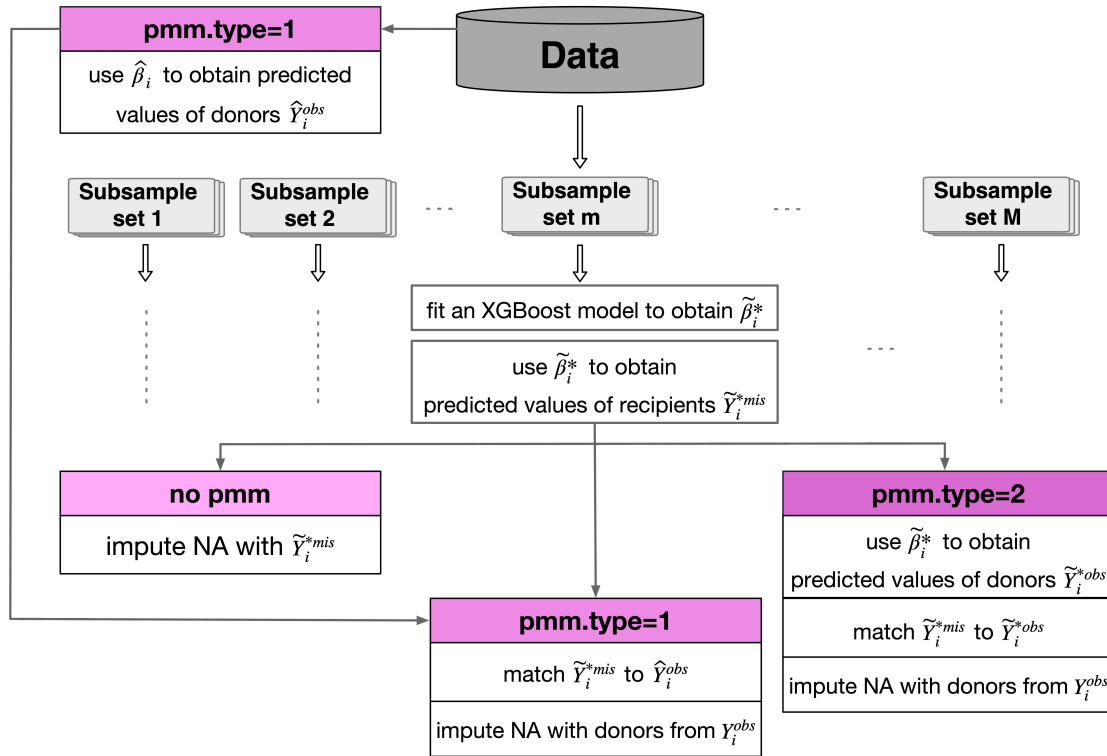 pmm.type=1
use β̂ᵢ to obtain predicted
values of donors Ŷᵢᵒᵇˢ
Data
Subsample
set 1
Subsample
set 2
Subsample
set m
Subsample
set M
fit an XGBoost model to obtain β̃ᵢ*
use β̃ᵢ* to obtain
predicted values of recipients Ỹᵢ*ᵐⁱˢ
no pmm
impute NA with Ỹᵢ*ᵐⁱˢ
pmm.type=1
match Ỹᵢ*ᵐⁱˢ to Ŷᵢᵒᵇˢ
impute NA with donors from Yᵢᵒᵇˢ
pmm.type=2
use β̃ᵢ* to obtain
predicted values of donors Ỹᵢ*ᵒᵇˢ
match Ỹᵢ*ᵐⁱˢ to Ỹᵢ*ᵒᵇˢ
impute NA with donors from Yᵢᵒᵇˢ